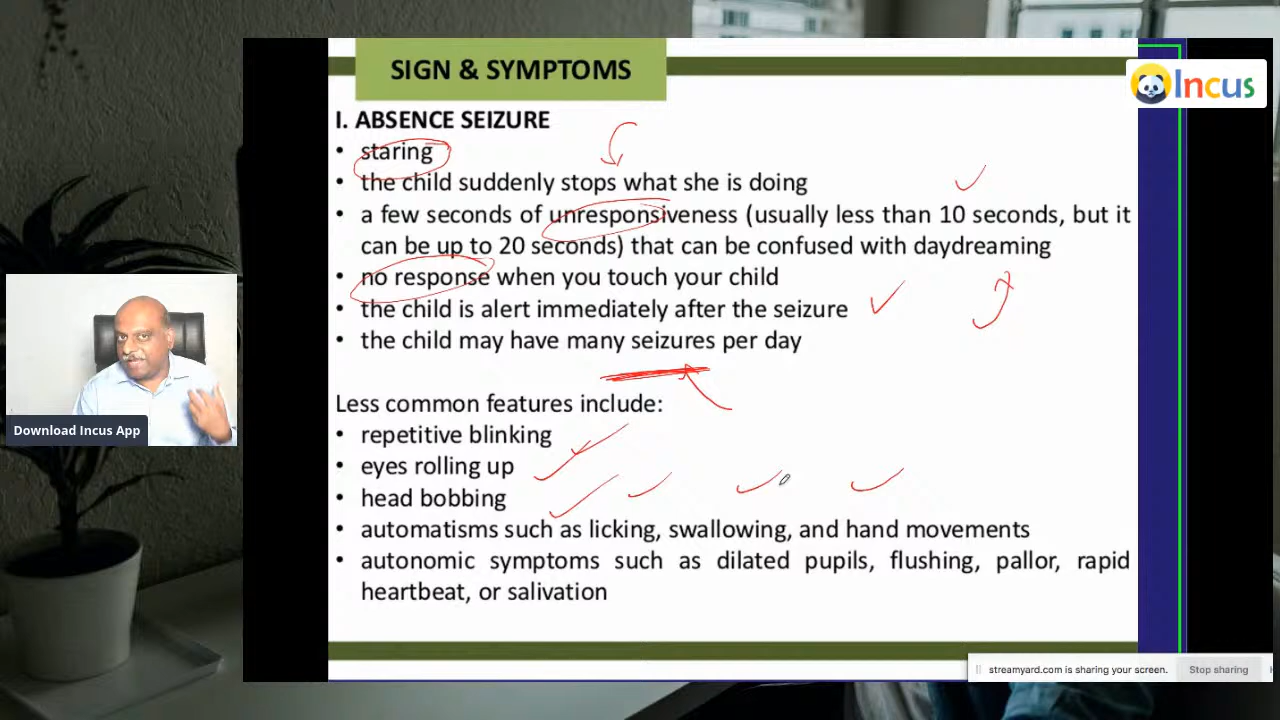 SIGN & SYMPTOMS
Incus
I. ABSENCE SEIZURE
• staring
• the child suddenly stops what she is doing
• a few seconds of unresponsiveness (usually less than 10 seconds, but it
can be up to 20 seconds) that can be confused with daydreaming
• no response when you touch your child
• the child is alert immediately after the seizure
• the child may have many seizures per day
Less common features include:
• repetitive blinking
• eyes rolling up
• head bobbing
• automatisms such as licking, swallowing, and hand movements
• autonomic symptoms such as dilated pupils, flushing, pallor, rapid
heartbeat, or salivation
Download Incus App
streamyard.com is sharing your screen.
Stop sharing